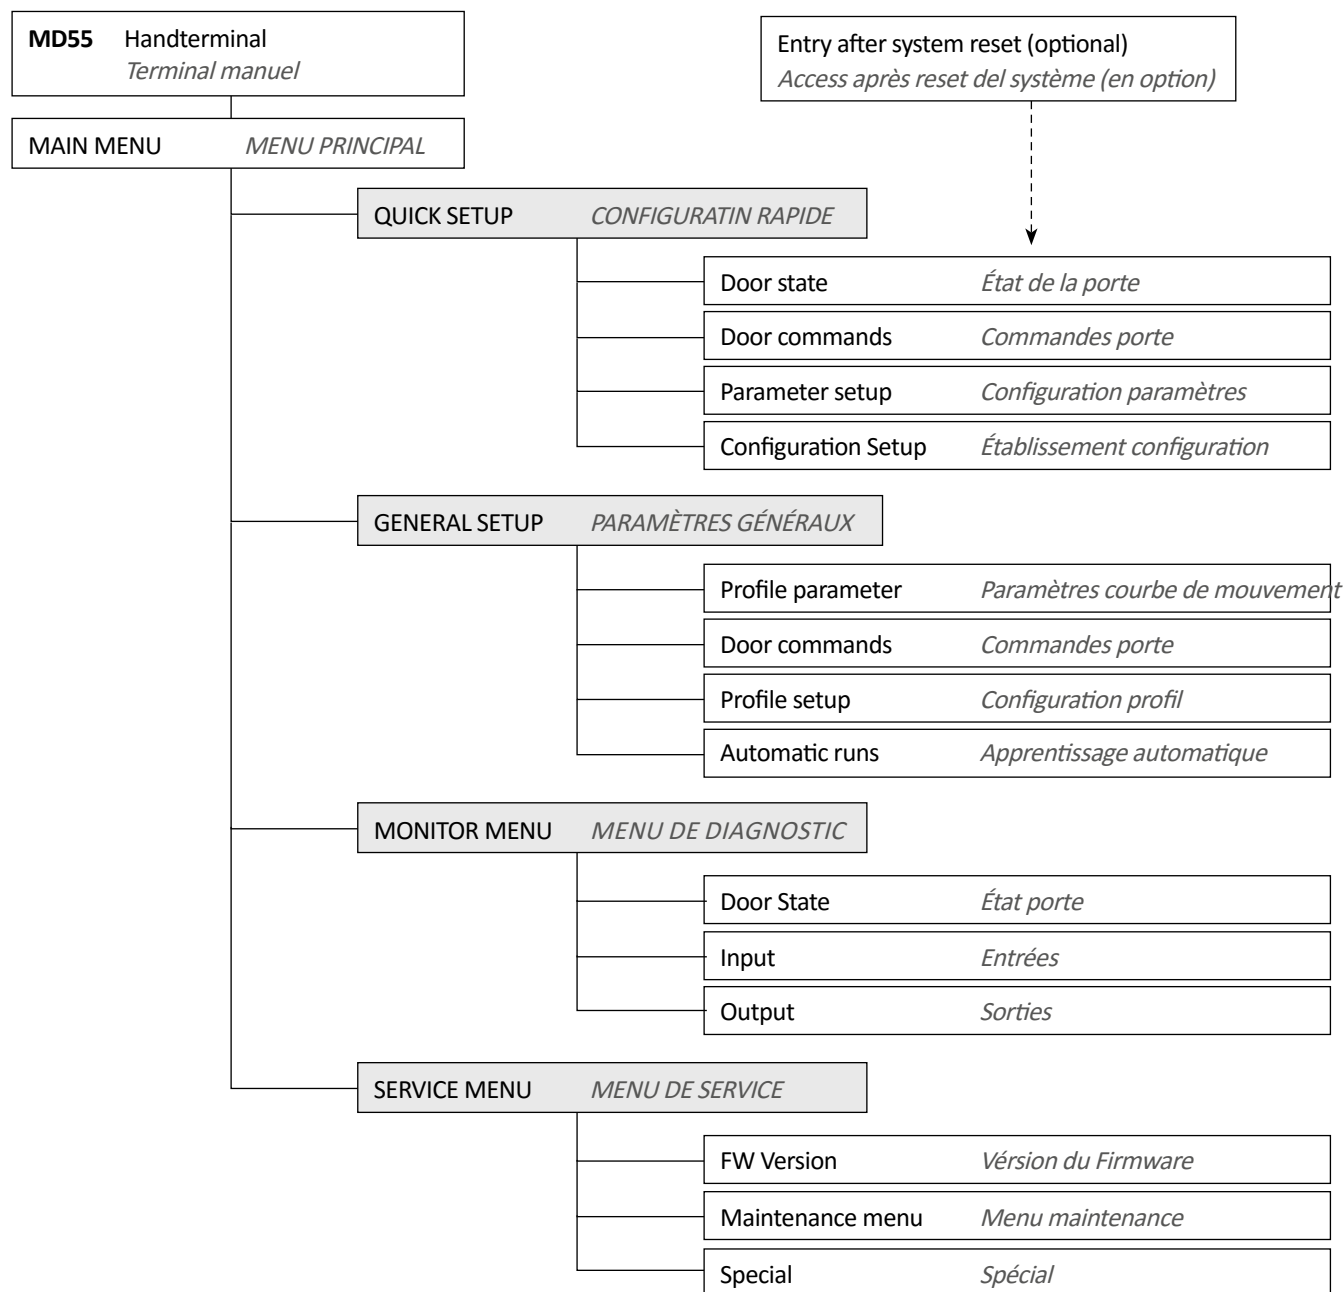 MD55 Handterminal
Terminal manuel
Entry after system reset (optional)
Access après reset del système (en option)
MAIN MENU MENU PRINCIPAL
QUICK SETUP CONFIGURATIN RAPIDE
Door state État de la porte
Door commands Commandes porte
Parameter setup Configuration paramètres
Configuration Setup Établissement configuration
GENERAL SETUP PARAMÈTRES GÉNÉRAUX
Profile parameter Paramètres courbe de mouvement
Door commands Commandes porte
Profile setup Configuration profil
Automatic runs Apprentissage automatique
MONITOR MENU MENU DE DIAGNOSTIC
Door State État porte
Input Entrées
Output Sorties
SERVICE MENU MENU DE SERVICE
FW Version Vérsion du Firmware
Maintenance menu Menu maintenance
Special Spécial